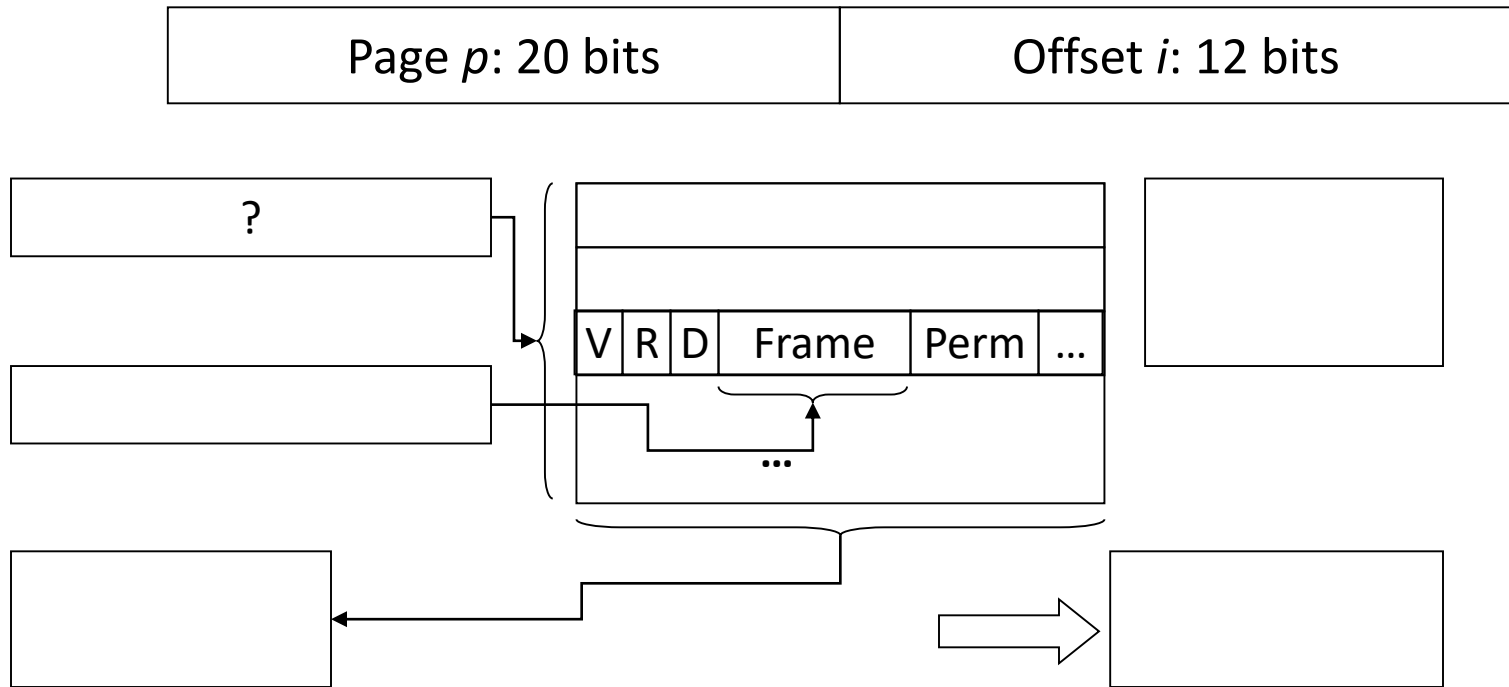 Page p: 20 bits Offset i: 12 bits
?
V R D Frame Perm ...
...